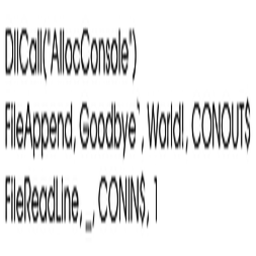 DllCall("AllocConsole")
FileAppend, Goodbye`, World!, CONOUT$
FileReadLine, _, CONIN$, 1